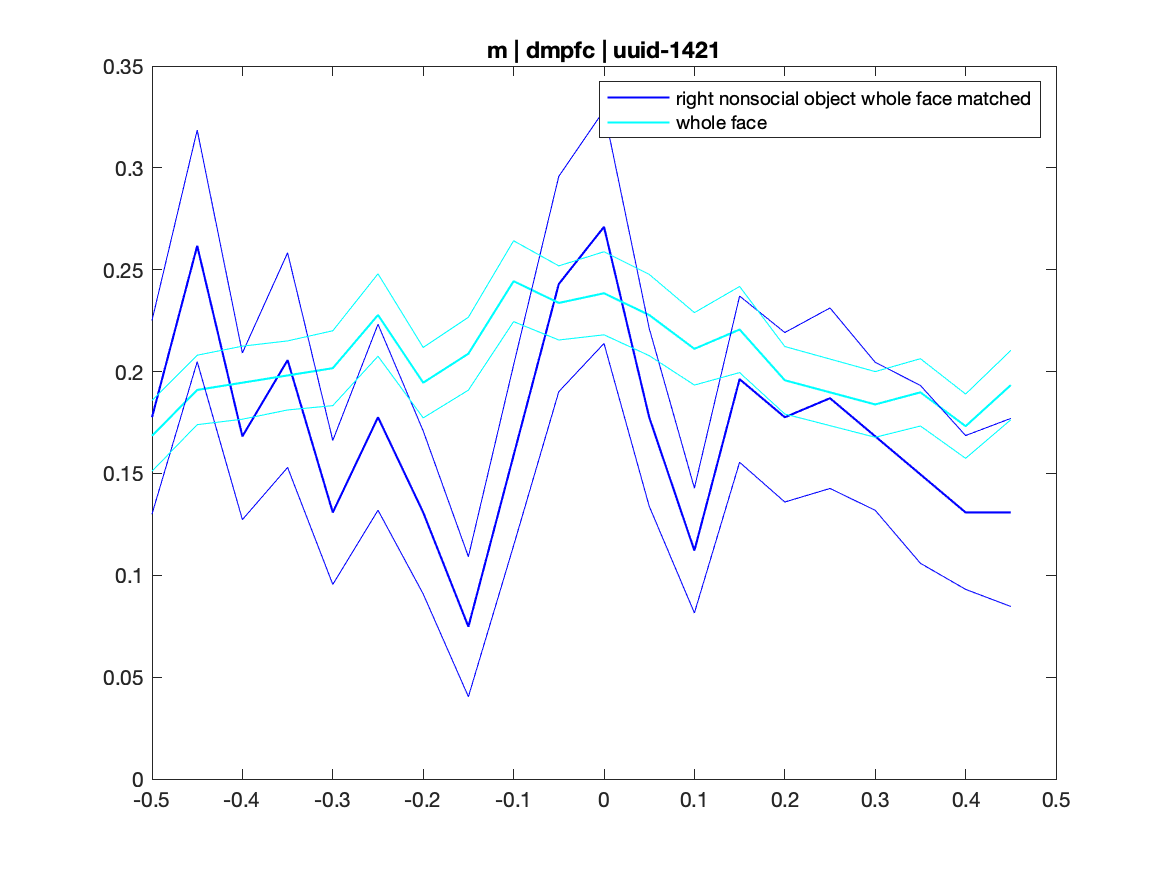 m | dmpfc | uuid-1421
0.35
right nonsocial object whole face matched
whole face
0.3
0.25
0.2
0.15
0.1
0.05
0
-0.5 -0.4 -0.3 -0.2 -0.1 0 0.1 0.2 0.3 0.4 0.5